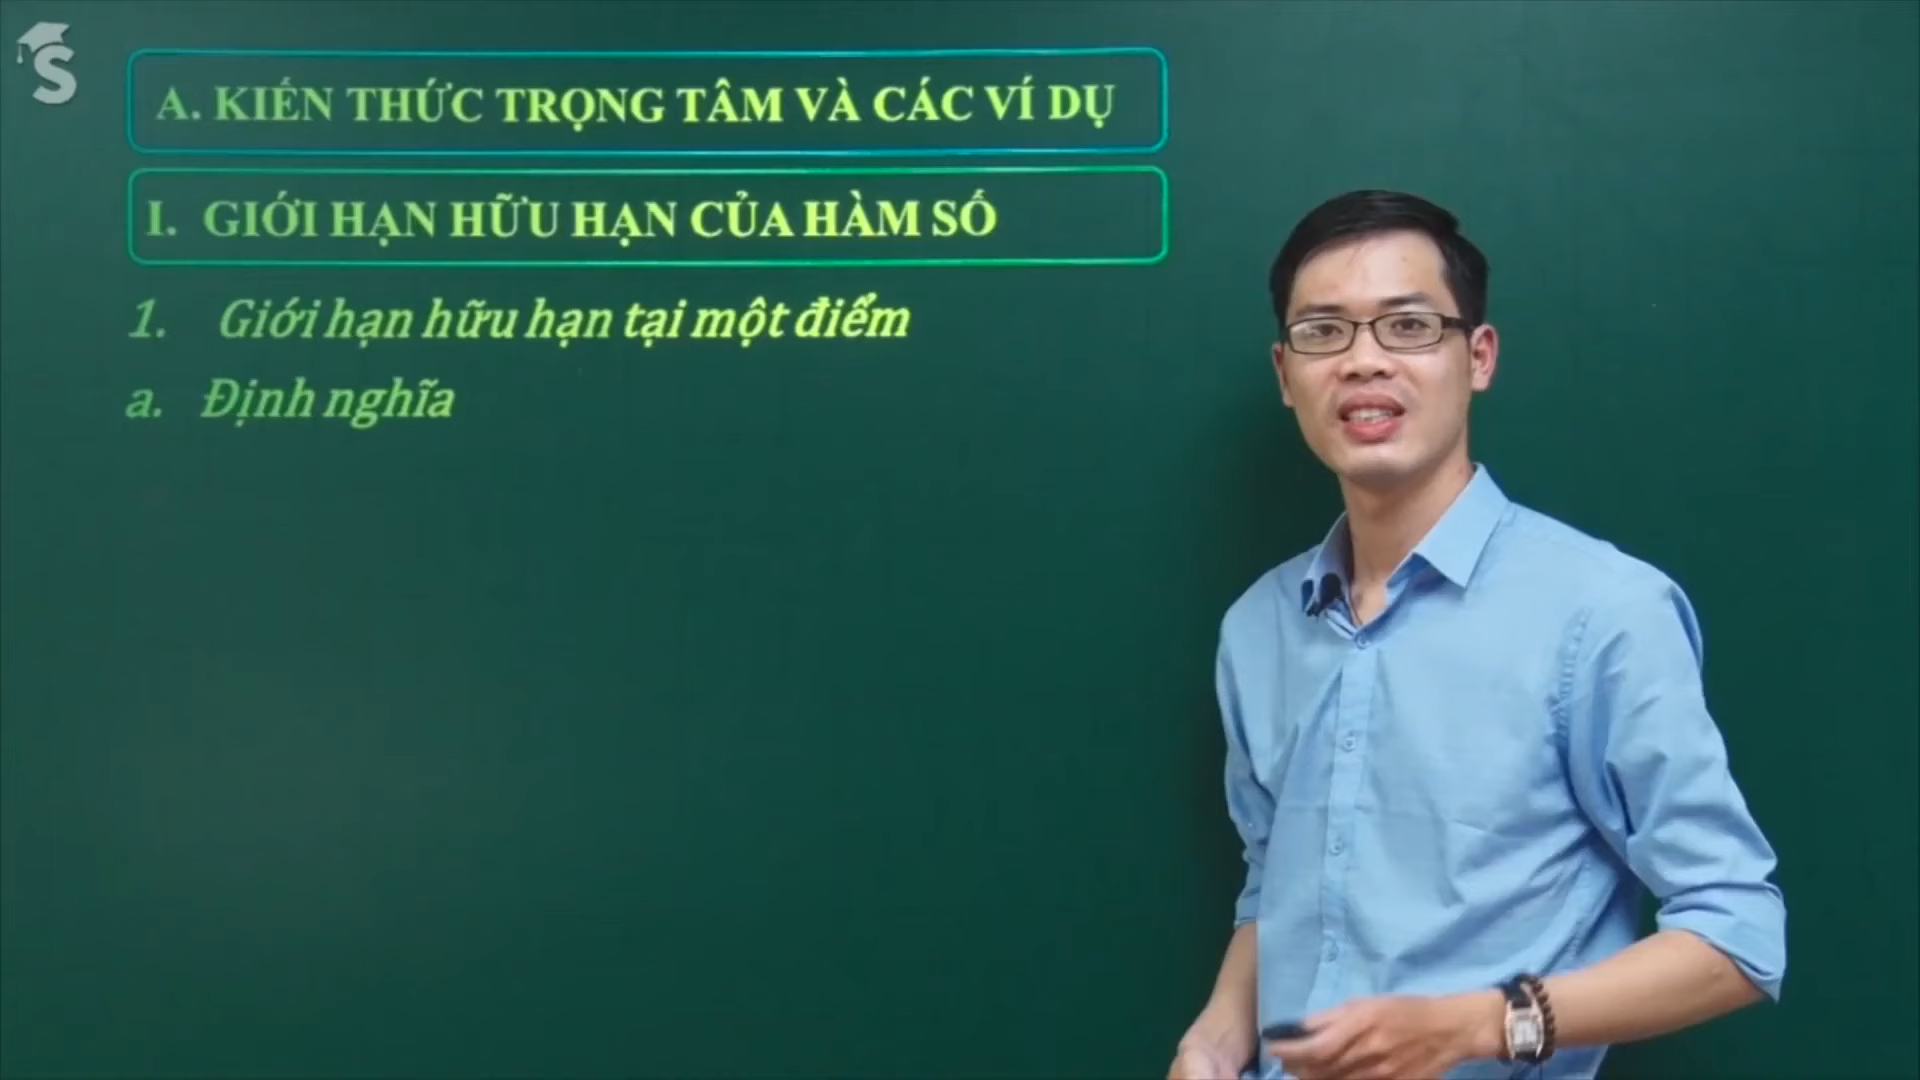 S
A. KIẾN THỨC TRỌNG TÂM VÀ CÁC VÍ DỤ
I. GIỚI HẠN HỮU HẠN CỦA HÀM SỐ
1. Giới hạn hữu hạn tại một điểm
a. Định nghĩa